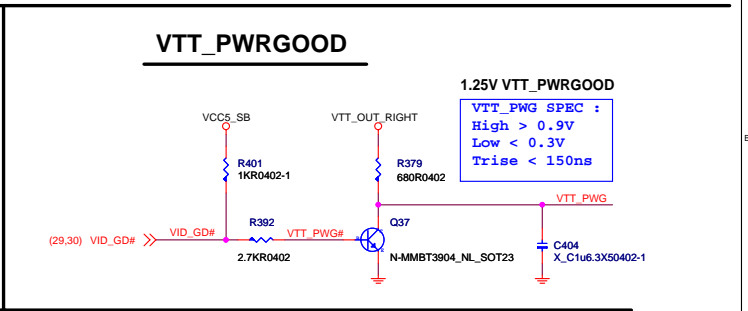 VTT_PWRGOOD
1.25V VTT_PWRGOOD
VTT_PWG SPEC :
High > 0.9V
Low < 0.3V
Trise < 150ns
VCC5_SB
VTT_OUT_RIGHT
R401
1KR0402-1
R379
680R0402
VTT_PWG
(29,30) VID_GD#
VID_GD#
R392
2.7KR0402
VTT_PWG#
Q37
N-MMBT3904_NL_SOT23
C404
X_C1u6.3X50402-1